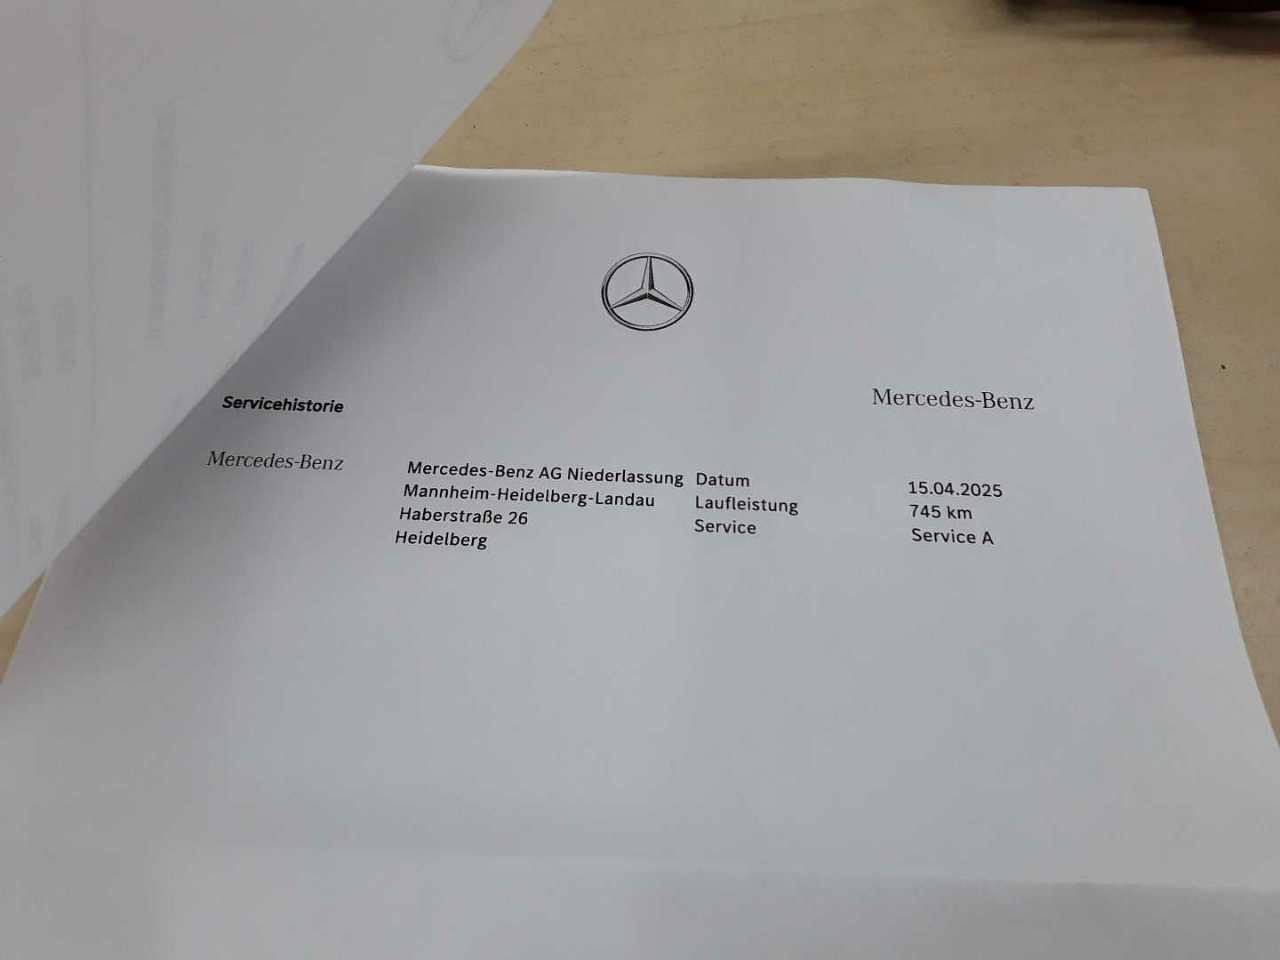 Servicehistorie
Mercedes-Benz
Mercedes-Benz
Mercedes-Benz AG Niederlassung
Mannheim-Heidelberg-Landau
Haberstraße 26
Heidelberg
Datum 15.04.2025
Laufleistung 745 km
Service Service A